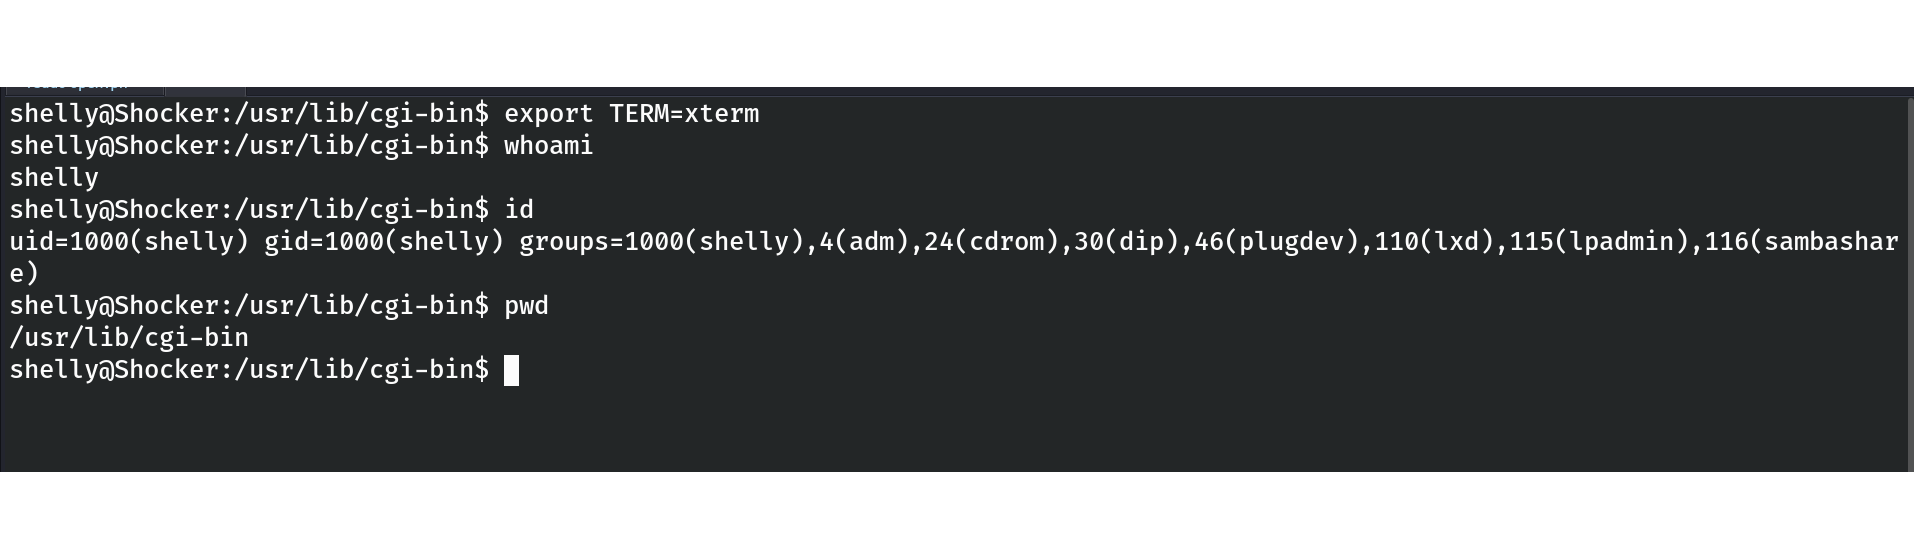 shelly@Shocker:/usr/lib/cgi-bin$ export TERM=xterm
shelly@Shocker:/usr/lib/cgi-bin$ whoami
shelly
shelly@Shocker:/usr/lib/cgi-bin$ id
uid=1000(shelly) gid=1000(shelly) groups=1000(shelly),4(adm),24(cdrom),30(dip),46(plugdev),110(lxd),115(lpadmin),116(sambashar
e)
shelly@Shocker:/usr/lib/cgi-bin$ pwd
/usr/lib/cgi-bin
shelly@Shocker:/usr/lib/cgi-bin$